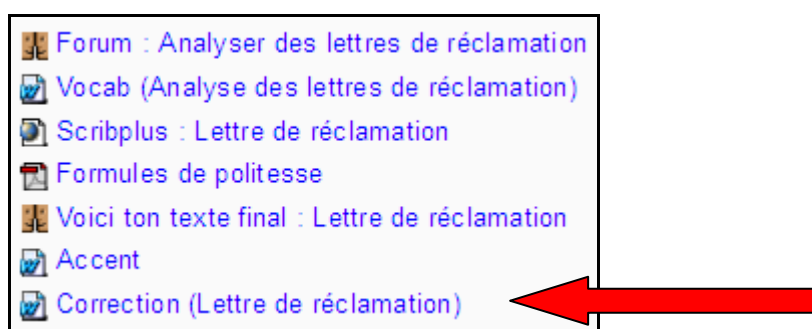 Forum : Analyser des lettres de réclamation
Vocab (Analyse des lettres de réclamation)
Scribplus : Lettre de réclamation
Formules de politesse
Voici ton texte final : Lettre de réclamation
Accent
Correction (Lettre de réclamation)